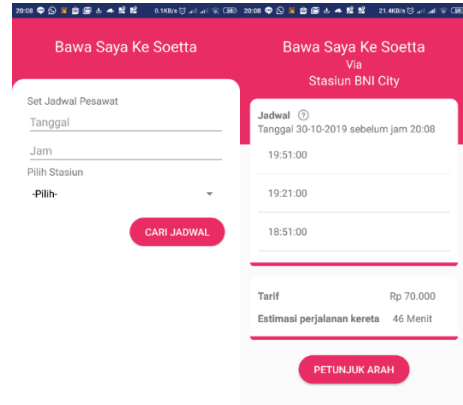 20:08
0.1KB/s
Bawa Saya Ke Soetta
Set Jadwal Pesawat
Tanggal
Jam
Pilih Stasiun
-Pilih-
CARI JADWAL
20:08
21.4KB/s
Bawa Saya Ke Soetta
Via
Stasiun BNI City
Jadwal ?
Tanggal 30-10-2019 sebelum jam 20:08
19:51:00
19:21:00
18:51:00
Tarif Rp 70.000
Estimasi perjalanan kereta 46 Menit
PETUNJUK ARAH